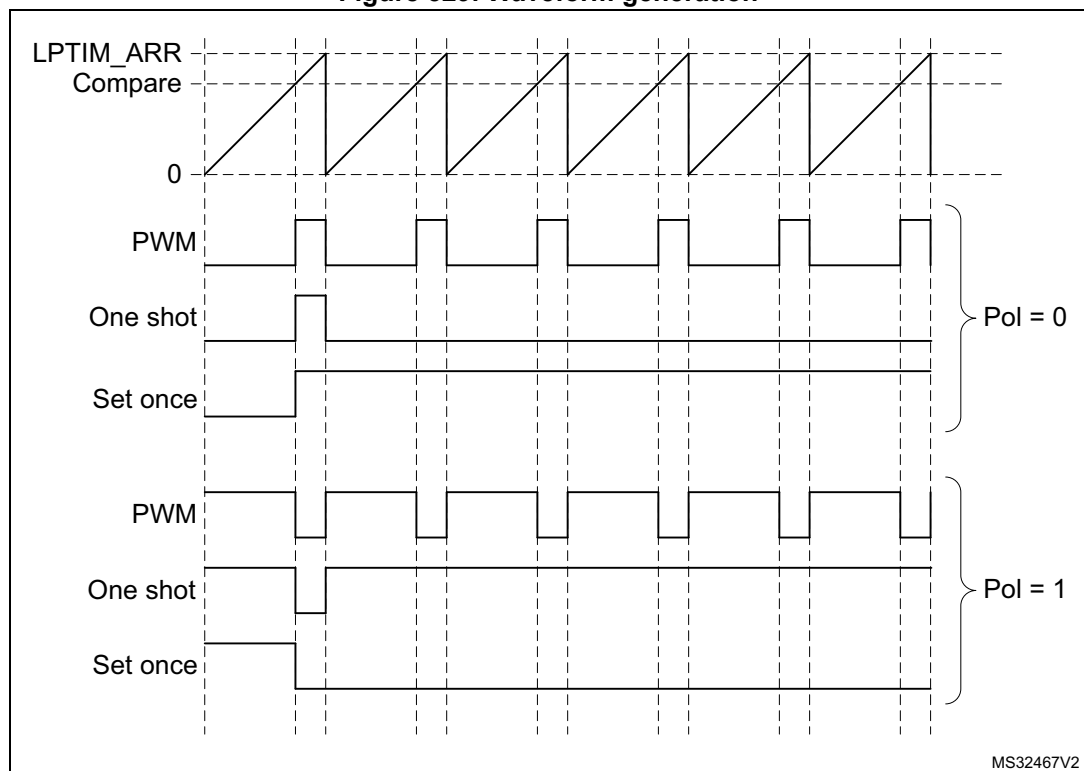 LPTIM_ARR
Compare
0
PWM
One shot
Pol = 0
Set once
PWM
One shot
Pol = 1
Set once
MS32467V2